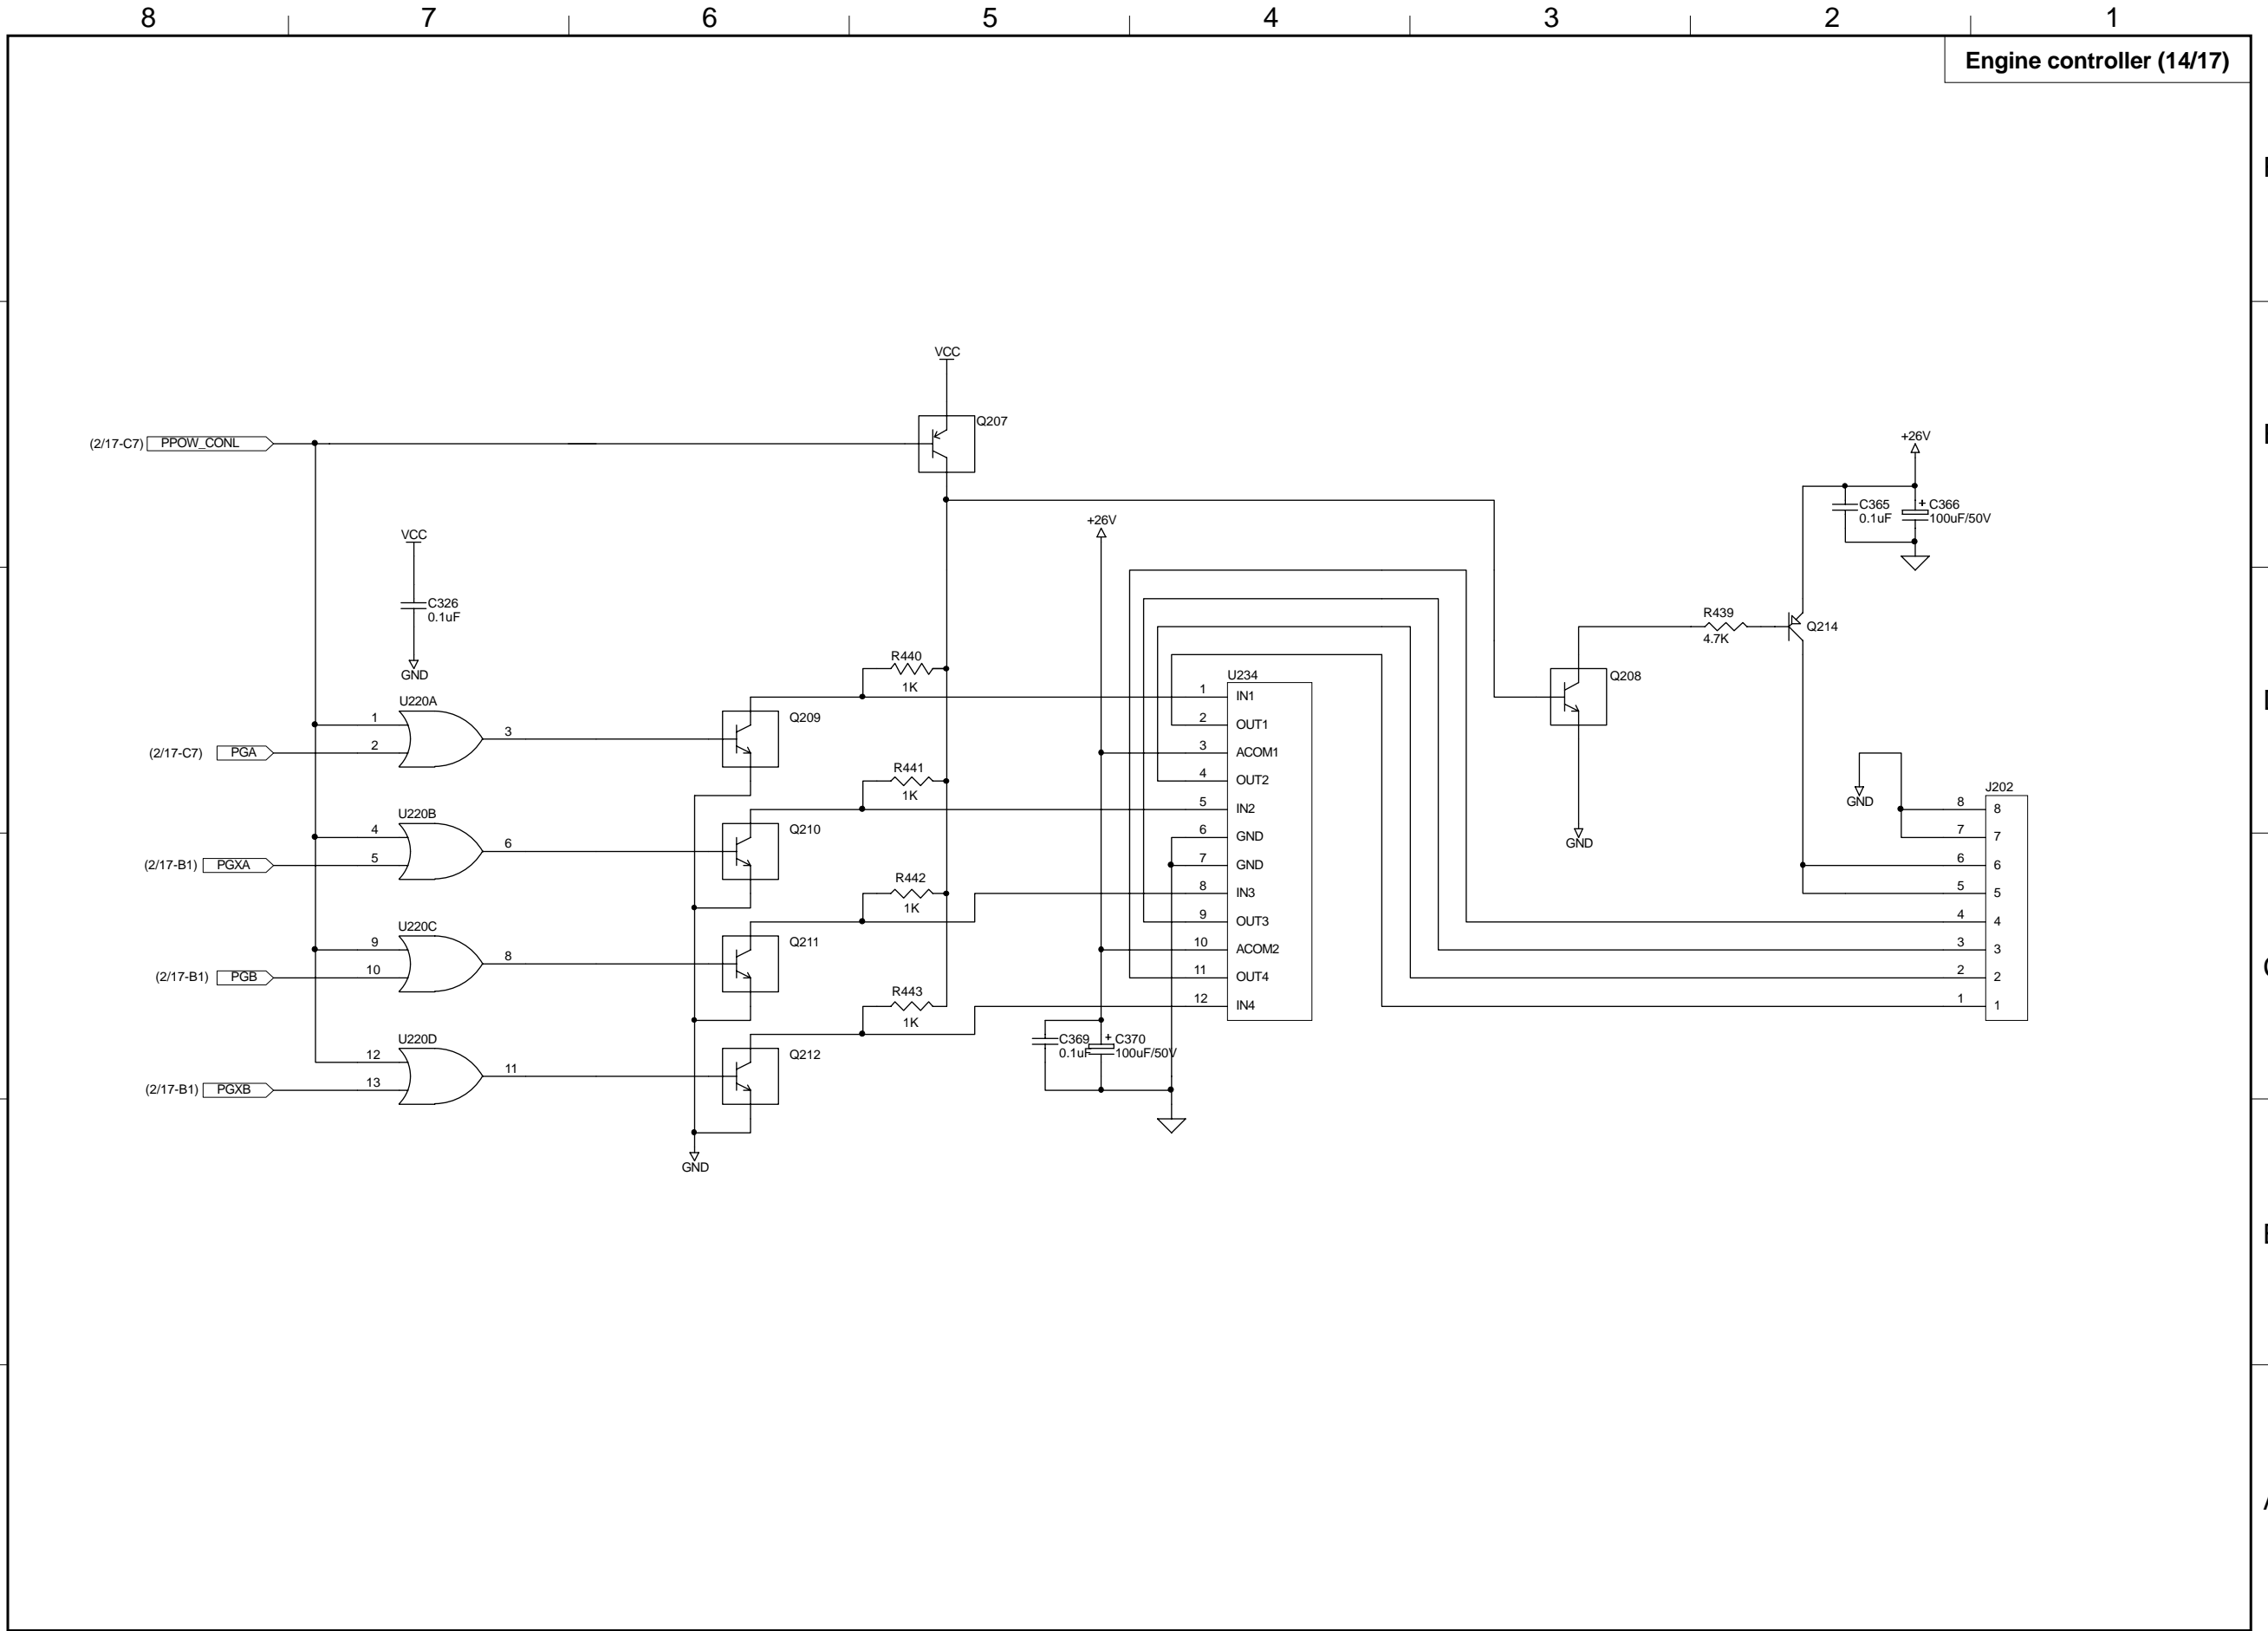 8 7 6 5 4 3 2 1
Engine controller (14/17)
VCC
Q207
(2/17-C7) PPOW_CONL
+26V
C365
0.1uF
+ C366
100uF/50V
+26V
VCC
C326
0.1uF
GND
R439
4.7K
Q214
R440
1K
U234
Q208
U220A
1
2
3
(2/17-C7) PGA
Q209
1 IN1
2 OUT1
3 ACOM1
4 OUT2
5 IN2
6 GND
7 GND
8 IN3
9 OUT3
10 ACOM2
11 OUT4
12 IN4
R441
1K
GND
J202
8 8
7 7
6 6
5 5
4 4
3 3
2 2
1 1
U220B
4
5
6
(2/17-B1) PGXA
Q210
GND
R442
1K
U220C
9
10
8
(2/17-B1) PGB
Q211
R443
1K
U220D
12
13
11
(2/17-B1) PGXB
Q212
C369
0.1uF
+ C370
100uF/50V
GND